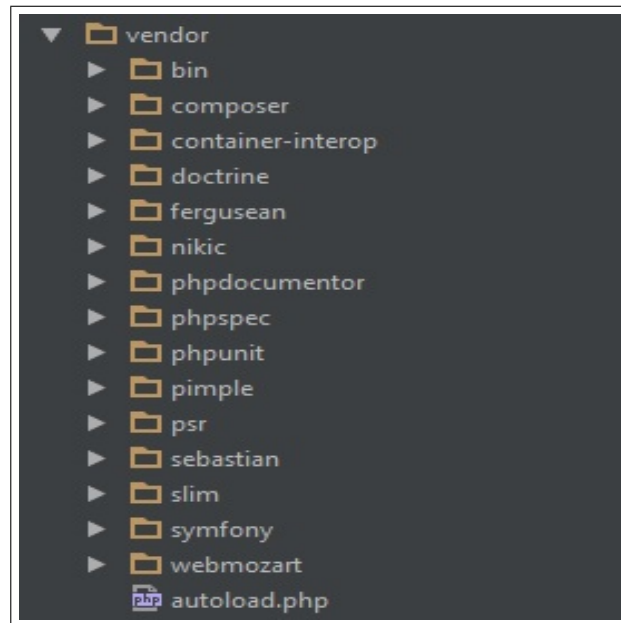 vendor
bin
composer
container-interop
doctrine
fergusean
nikic
phpdocumentor
phpspec
phpunit
pimple
psr
sebastian
slim
symfony
webmozart
php autoload.php